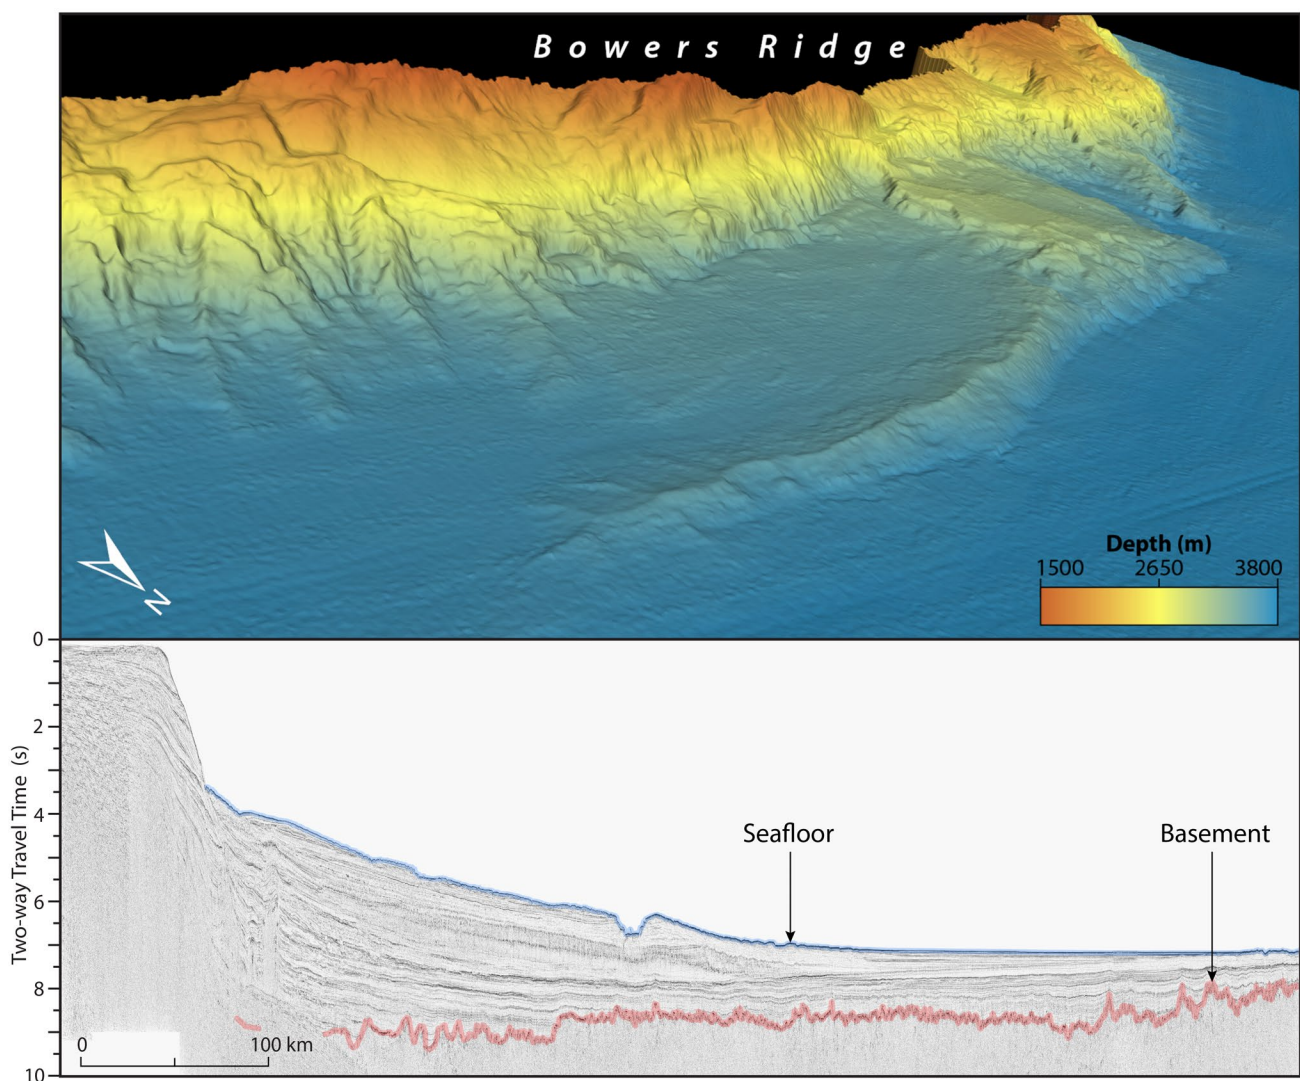 Bowers Ridge
N
Depth (m)
1500 2650 3800
0
2
4
6
8
10
Two-way Travel Time (s)
Seafloor
Basement
0 100 km